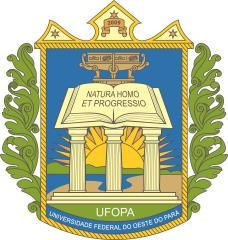 2009
NATURA HOMO
ET PROGRESSIO
UFOPA
UNIVERSIDADE FEDERAL DO OESTE DO PARÁ